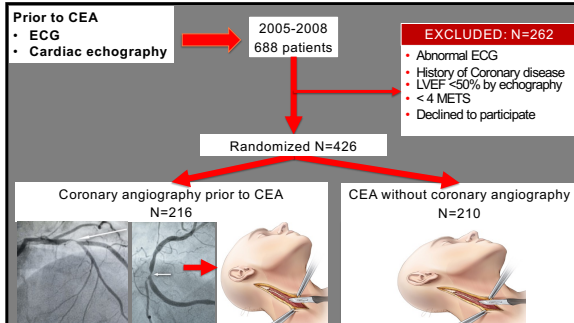 Prior to CEA
• ECG
• Cardiac echography
2005-2008
688 patients
EXCLUDED: N=262
• Abnormal ECG
• History of Coronary disease
• LVEF <50% by echography
• < 4 METS
• Declined to participate
Randomized N=426
Coronary angiography prior to CEA
N=216
CEA without coronary angiography
N=210